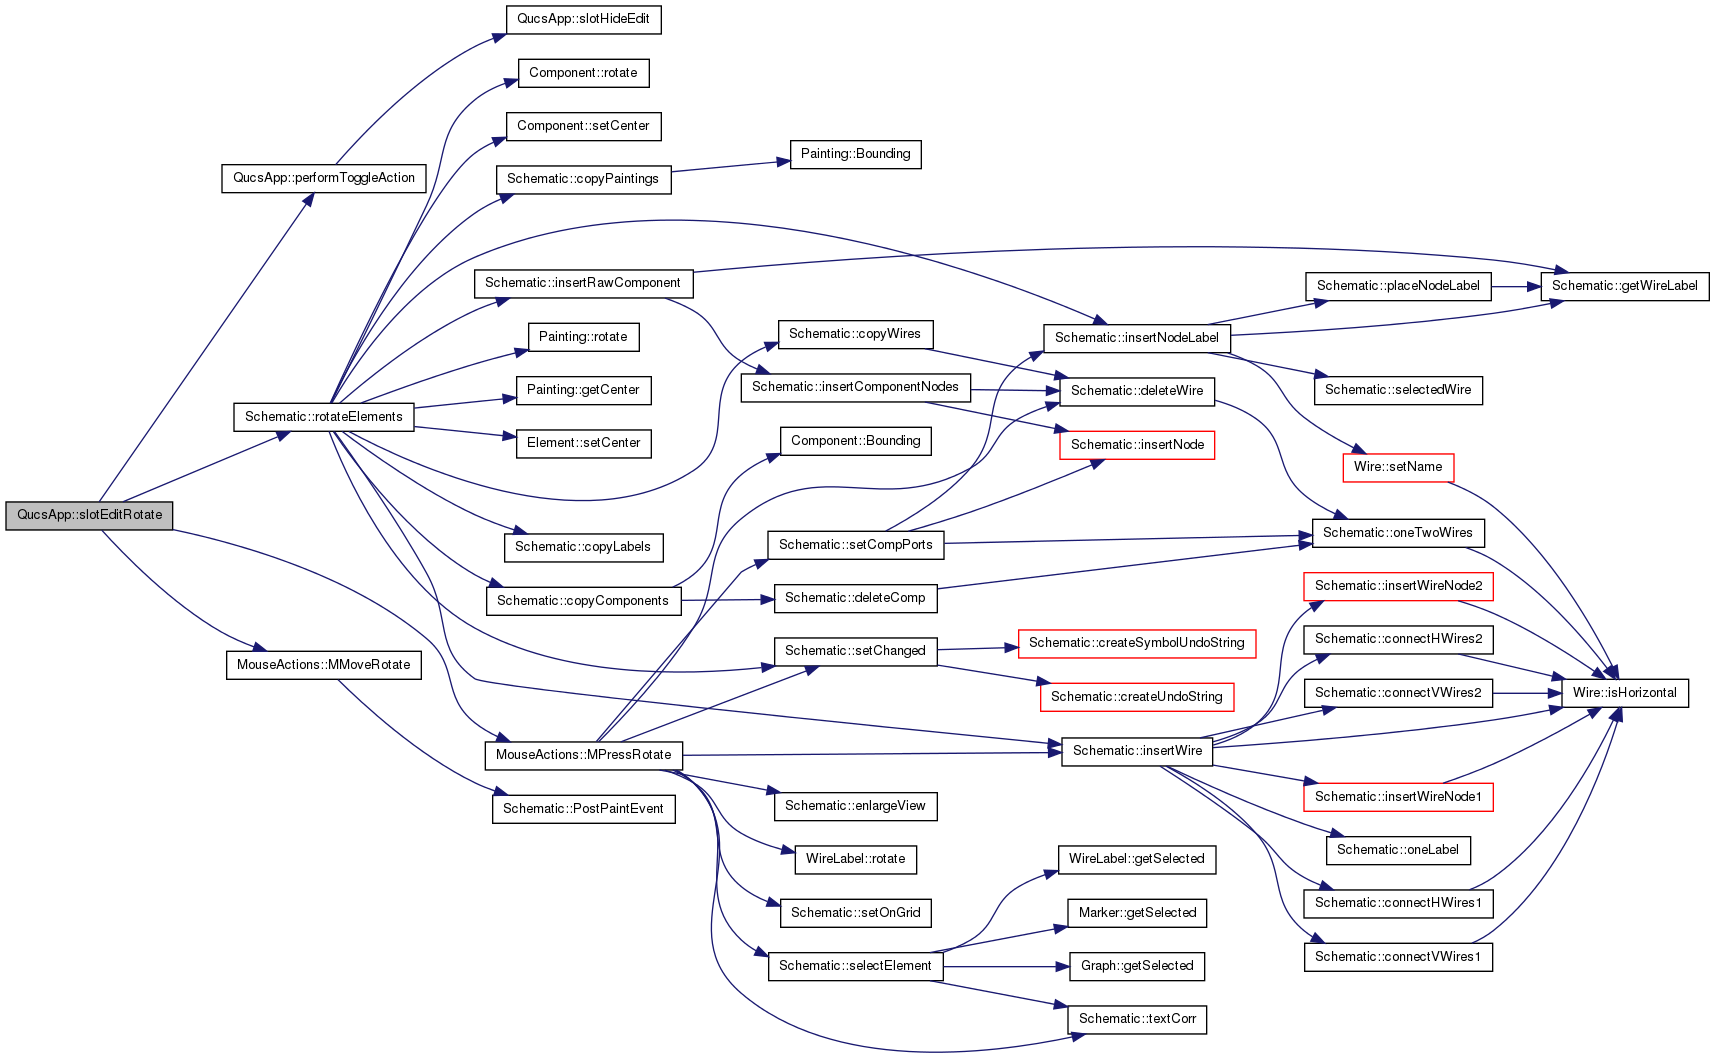 QucsApp::slotHideEdit
Component::rotate
Component::setCenter
Painting::Bounding
QucsApp::performToggleAction
Schematic::copyPaintings
Schematic::insertRawComponent
Schematic::placeNodeLabel
Schematic::getWireLabel
Painting::rotate
Schematic::copyWires
Schematic::insertNodeLabel
Painting::getCenter
Schematic::insertComponentNodes
Schematic::deleteWire
Schematic::selectedWire
Schematic::rotateElements
Element::setCenter
Component::Bounding
Schematic::insertNode
Wire::setName
QucsApp::slotEditRotate
Schematic::copyLabels
Schematic::setCompPorts
Schematic::oneTwoWires
Schematic::copyComponents
Schematic::deleteComp
Schematic::insertWireNode2
MouseActions::MMoveRotate
Schematic::setChanged
Schematic::createSymbolUndoString
Schematic::connectHWires2
Schematic::createUndoString
Schematic::connectVWires2
Wire::isHorizontal
MouseActions::MPressRotate
Schematic::insertWire
Schematic::PostPaintEvent
Schematic::enlargeView
Schematic::insertWireNode1
WireLabel::rotate
WireLabel::getSelected
Schematic::oneLabel
Schematic::setOnGrid
Marker::getSelected
Schematic::connectHWires1
Schematic::selectElement
Graph::getSelected
Schematic::connectVWires1
Schematic::textCorr